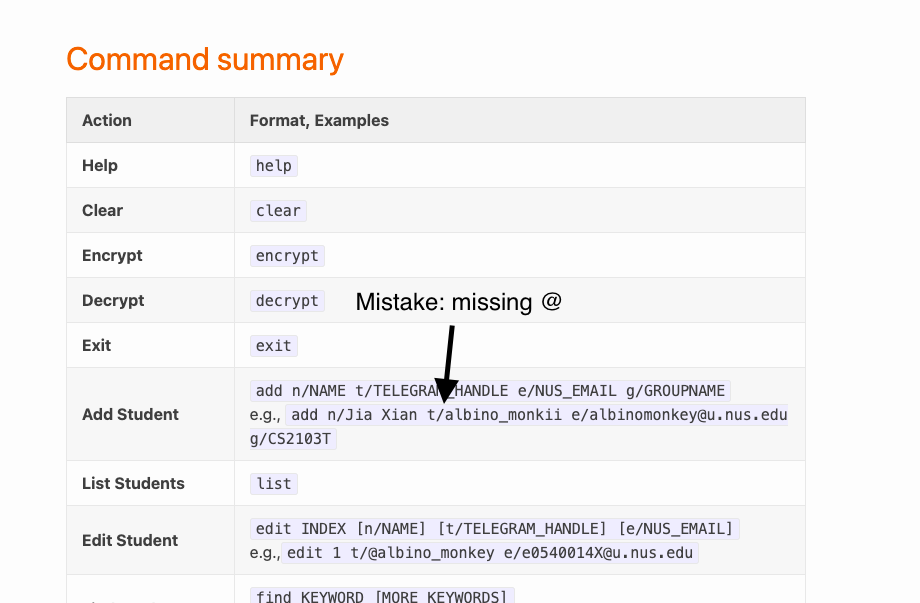 Command summary
Action Format, Examples
Help help
Clear clear
Encrypt encrypt
Decrypt decrypt Mistake: missing @
Exit exit
add n/NAME t/TELEGRAM_HANDLE e/NUS_EMAIL g/GROUPNAME
Add Student e.g., add n/Jia Xian t/albino_monkii e/albinomonkey@u.nus.edu
g/CS2103T
List Students list
edit INDEX [n/NAME] [t/TELEGRAM_HANDLE] [e/NUS_EMAIL]
Edit Student
e.g., edit 1 t/@albino_monkey e/e0540014X@u.nus.edu
find KEYWORD [MORE KEYWORDS]